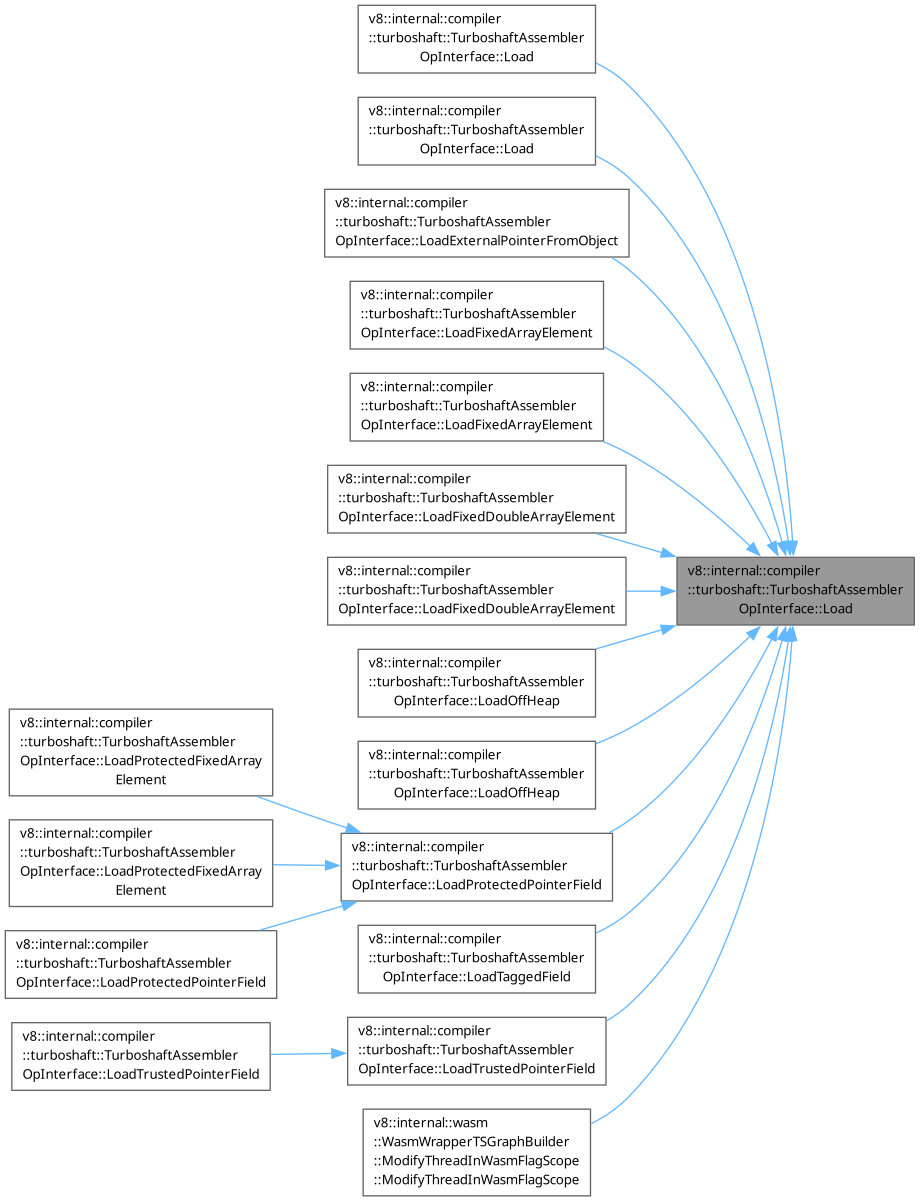 v8::internal::compiler
::turboshaft::TurboshaftAssembler
OpInterface::Load
v8::internal::compiler
::turboshaft::TurboshaftAssembler
OpInterface::Load
v8::internal::compiler
::turboshaft::TurboshaftAssembler
OpInterface::LoadExternalPointerFromObject
v8::internal::compiler
::turboshaft::TurboshaftAssembler
OpInterface::LoadFixedArrayElement
v8::internal::compiler
::turboshaft::TurboshaftAssembler
OpInterface::LoadFixedArrayElement
v8::internal::compiler
::turboshaft::TurboshaftAssembler
OpInterface::LoadFixedDoubleArrayElement
v8::internal::compiler
::turboshaft::TurboshaftAssembler
OpInterface::LoadFixedDoubleArrayElement
v8::internal::compiler
::turboshaft::TurboshaftAssembler
OpInterface::Load
v8::internal::compiler
::turboshaft::TurboshaftAssembler
OpInterface::LoadOffHeap
v8::internal::compiler
::turboshaft::TurboshaftAssembler
OpInterface::LoadOffHeap
v8::internal::compiler
::turboshaft::TurboshaftAssembler
OpInterface::LoadProtectedFixedArray
Element
v8::internal::compiler
::turboshaft::TurboshaftAssembler
OpInterface::LoadProtectedFixedArray
Element
v8::internal::compiler
::turboshaft::TurboshaftAssembler
OpInterface::LoadProtectedPointerField
v8::internal::compiler
::turboshaft::TurboshaftAssembler
OpInterface::LoadProtectedPointerField
v8::internal::compiler
::turboshaft::TurboshaftAssembler
OpInterface::LoadTaggedField
v8::internal::compiler
::turboshaft::TurboshaftAssembler
OpInterface::LoadTrustedPointerField
v8::internal::compiler
::turboshaft::TurboshaftAssembler
OpInterface::LoadTrustedPointerField
v8::internal::wasm
::WasmWrapperTSGraphBuilder
::ModifyThreadInWasmFlagScope
::ModifyThreadInWasmFlagScope